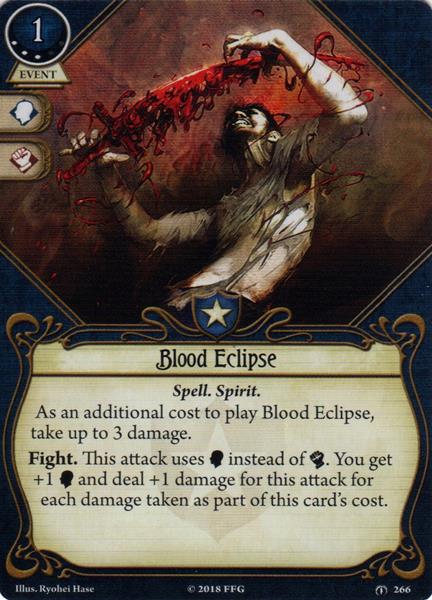 1
EVENT
Blood Eclipse
Spell. Spirit.
As an additional cost to play Blood Eclipse,
take up to 3 damage.
Fight. This attack uses instead of . You get
+1 and deal +1 damage for this attack for
each damage taken as part of this card's cost.
Illus. Ryohei Hase © 2018 FFG 266